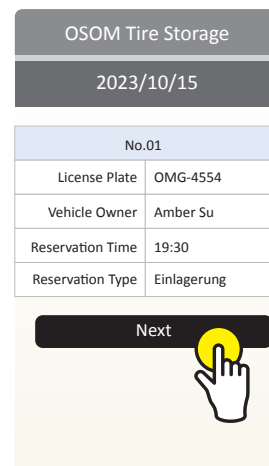 OSOM Tire Storage
2023/10/15
No.01
License Plate OMG-4554
Vehicle Owner Amber Su
Reservation Time 19:30
Reservation Type Einlagerung
Next